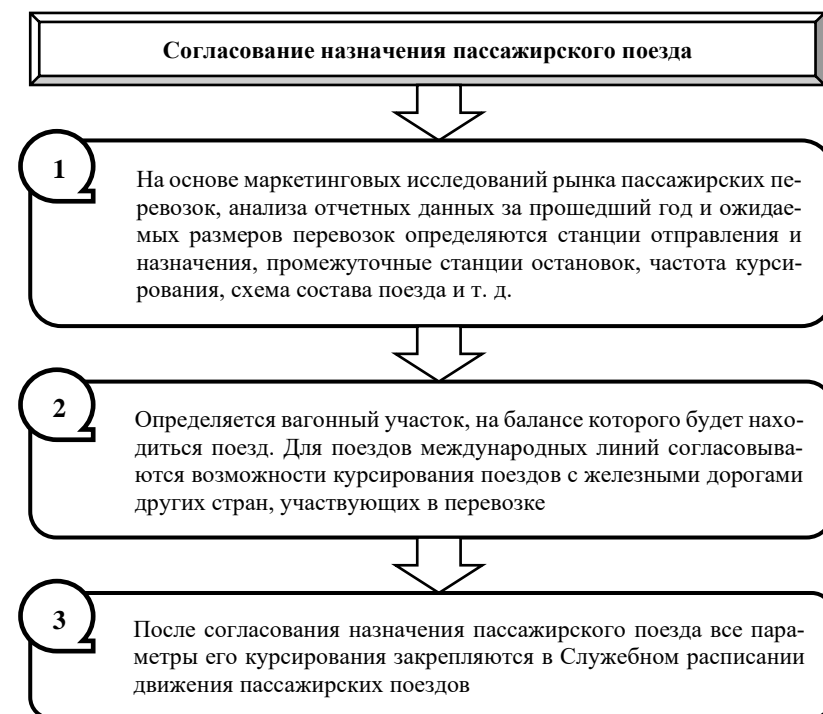 Согласование назначения пассажирского поезда
1
На основе маркетинговых исследований рынка пассажирских пе-
ревозок, анализа отчетных данных за прошедший год и ожидае-
мых размеров перевозок определяются станции отправления и
назначения, промежуточные станции остановок, частота курси-
рования, схема состава поезда и т. д.
2
Определяется вагонный участок, на балансе которого будет нахо-
диться поезд. Для поездов международных линий согласовыва-
ются возможности курсирования поездов с железными дорогами
других стран, участвующих в перевозке
3
После согласования назначения пассажирского поезда все пара-
метры его курсирования закрепляются в Служебном расписании
движения пассажирских поездов